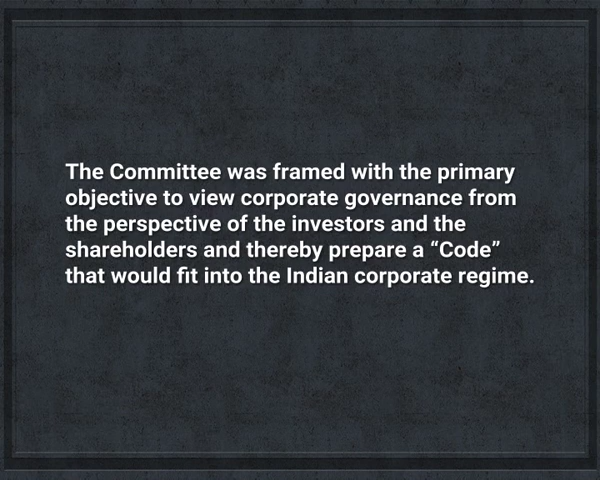 The Committee was framed with the primary
objective to view corporate governance from
the perspective of the investors and the
shareholders and thereby prepare a “Code”
that would fit into the Indian corporate regime.